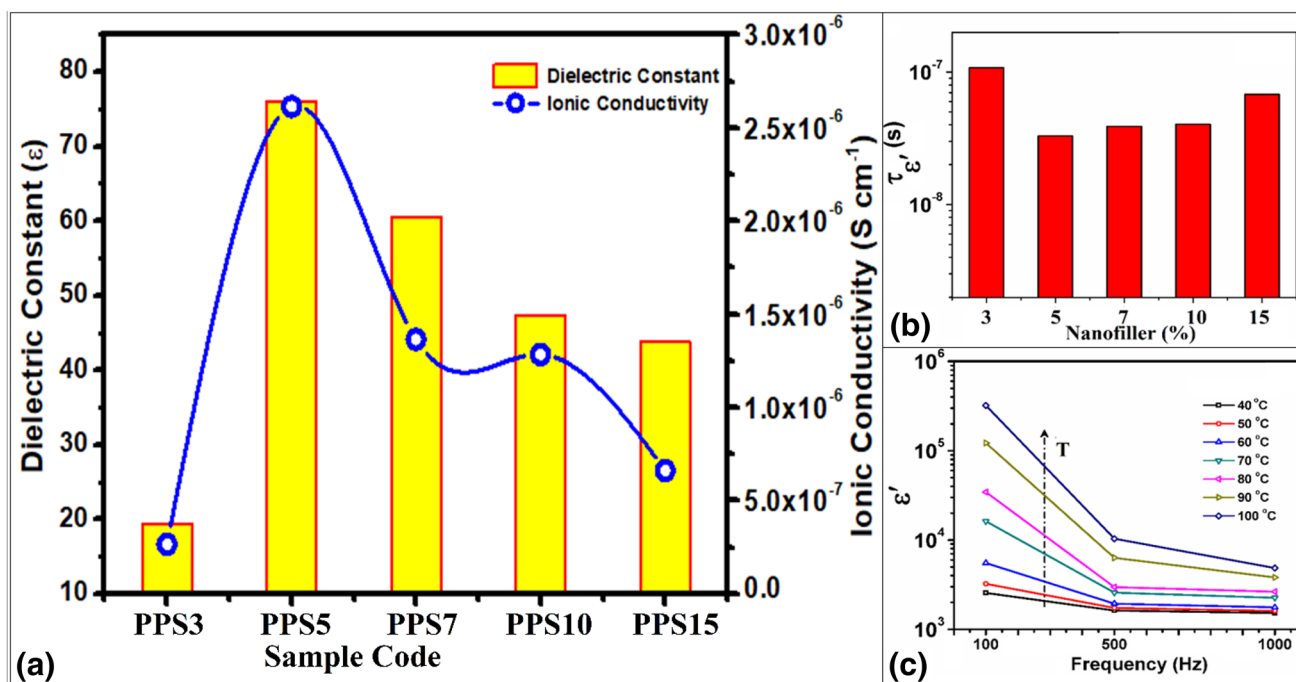 Dielectric Constant (ε)
80
70
60
50
40
30
20
10
Dielectric Constant
Ionic Conductivity
3.0x10⁻⁶
2.5x10⁻⁶
2.0x10⁻⁶
1.5x10⁻⁶
1.0x10⁻⁶
5.0x10⁻⁷
0.0
Ionic Conductivity (S cm⁻¹)
PPS3 PPS5 PPS7 PPS10 PPS15
Sample Code
(a)
τ_ε′ (s)
10⁻⁷
10⁻⁸
3 5 7 10 15
Nanofiller (%)
(b)
ε′
10⁶
10⁵
10⁴
10³
T
40 °C
50 °C
60 °C
70 °C
80 °C
90 °C
100 °C
100 500 1000
Frequency (Hz)
(c)